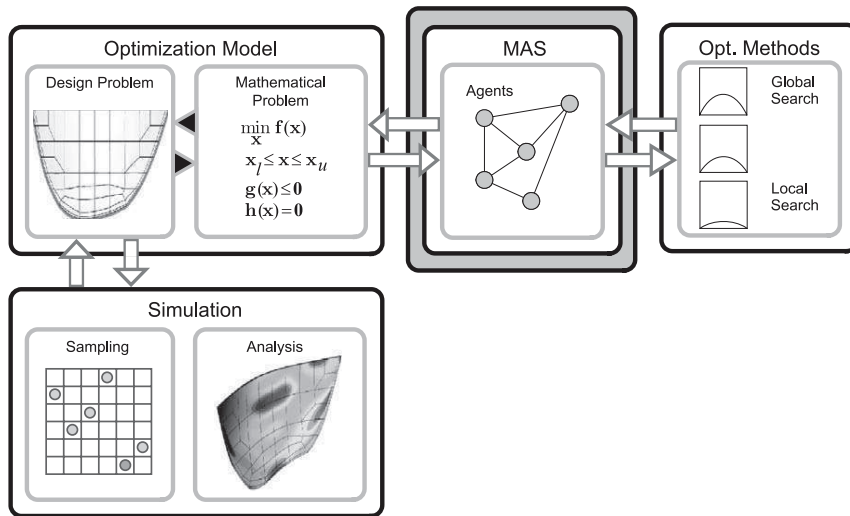 Optimization Model
Design Problem
Mathematical
Problem
min f(x)
x
x_l ≤ x ≤ x_u
g(x) ≤ 0
h(x) = 0
MAS
Agents
Opt. Methods
Global
Search
Local
Search
Simulation
Sampling
Analysis